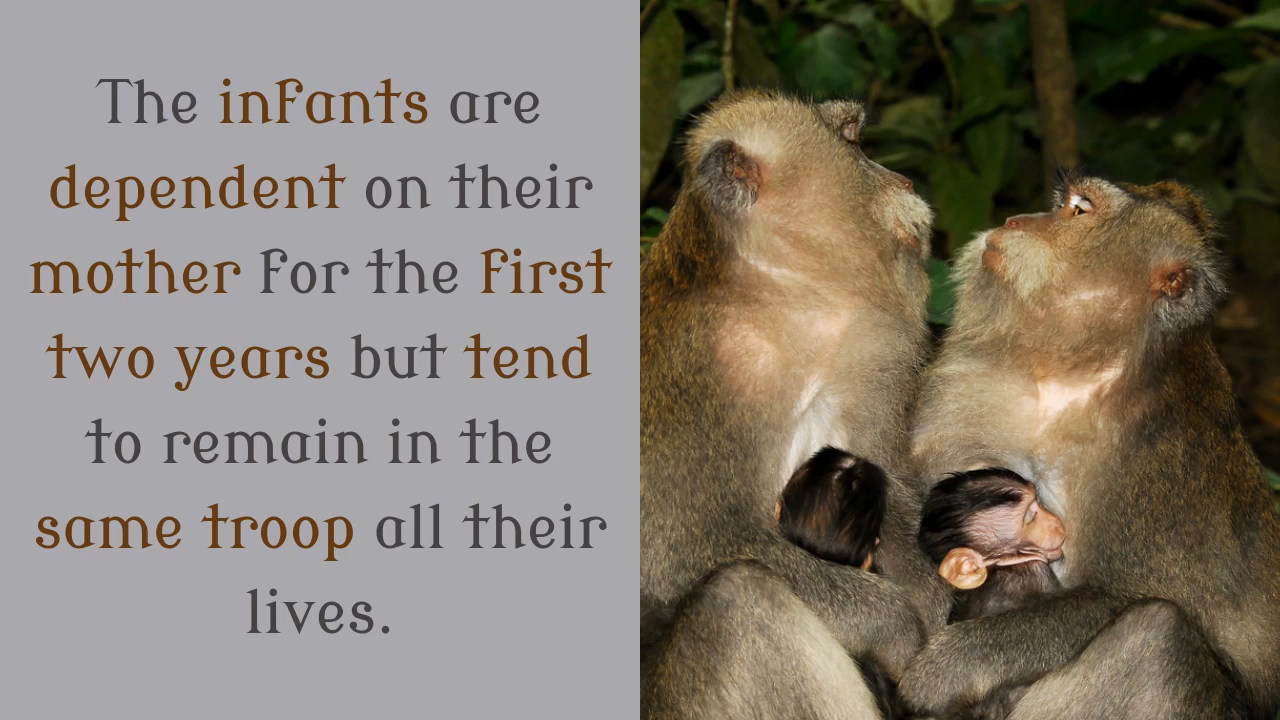 The infants are
dependent on their
mother for the first
two years but tend
to remain in the
same troop all their
lives.